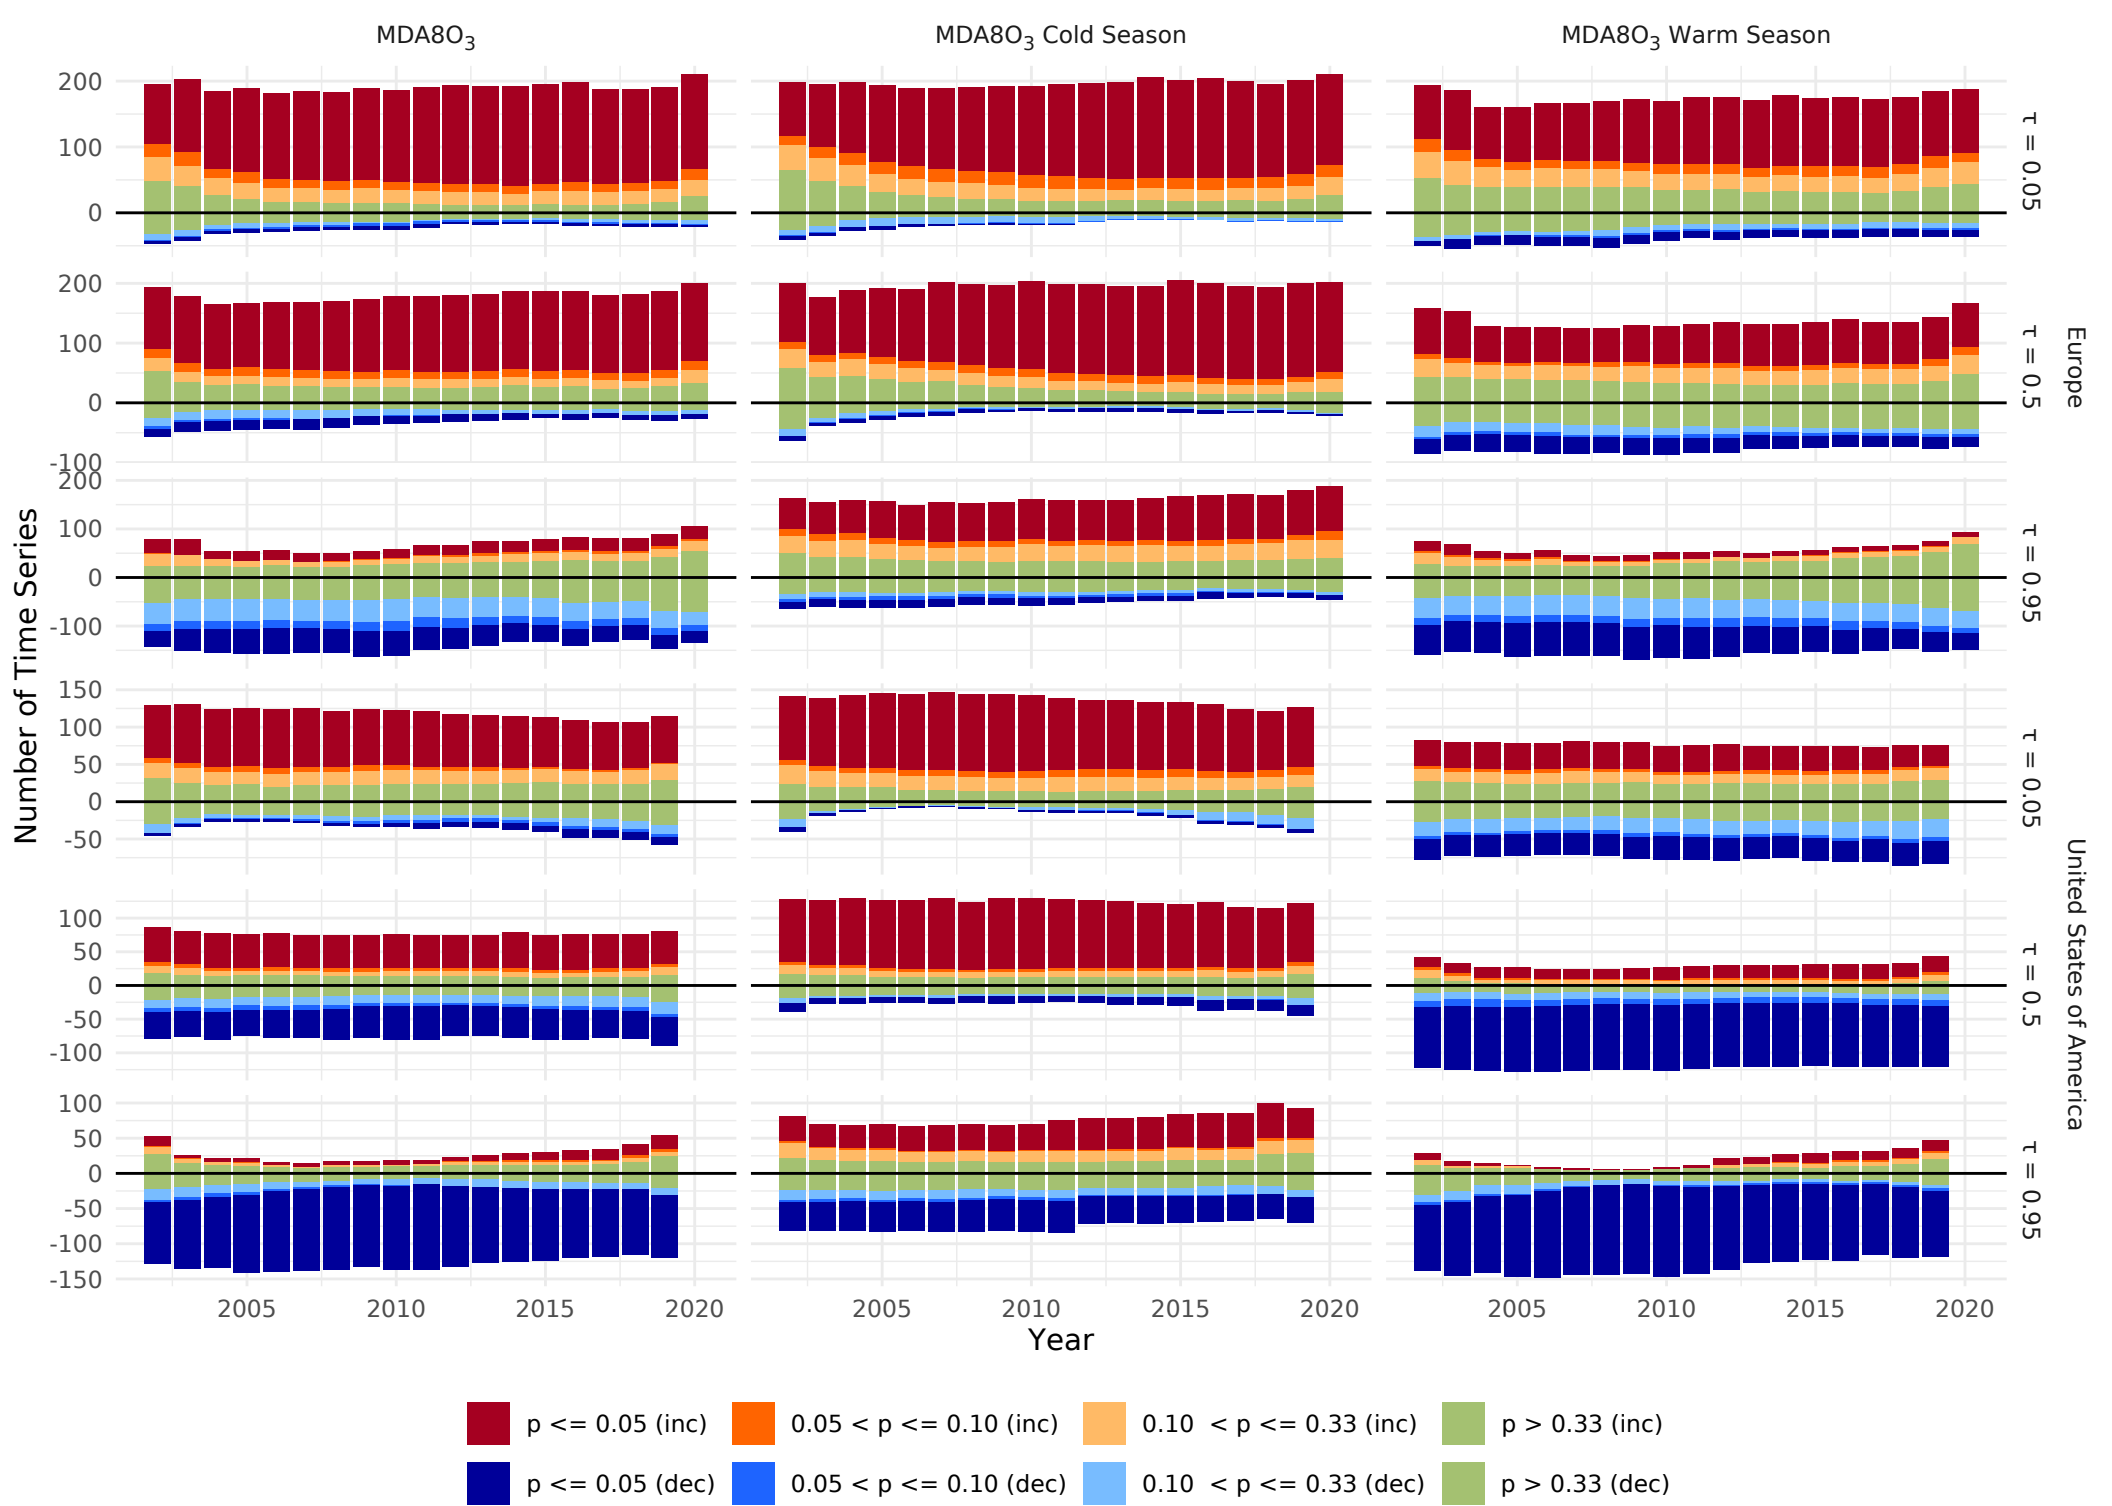 MDA8O3 MDA8O3 Cold Season MDA8O3 Warm Season
Number of Time Series
200
100
0
τ = 0.05
200
100
0
-100
τ = 0.5
Europe
200
100
0
-100
τ = 0.95
150
100
50
0
-50
τ = 0.05
100
50
0
-50
-100
τ = 0.5
United States of America
100
50
0
-50
-100
-150
τ = 0.95
2005 2010 2015 2020 2005 2010 2015 2020 2005 2010 2015 2020
Year
p <= 0.05 (inc) 0.05 < p <= 0.10 (inc) 0.10 < p <= 0.33 (inc) p > 0.33 (inc)
p <= 0.05 (dec) 0.05 < p <= 0.10 (dec) 0.10 < p <= 0.33 (dec) p > 0.33 (dec)